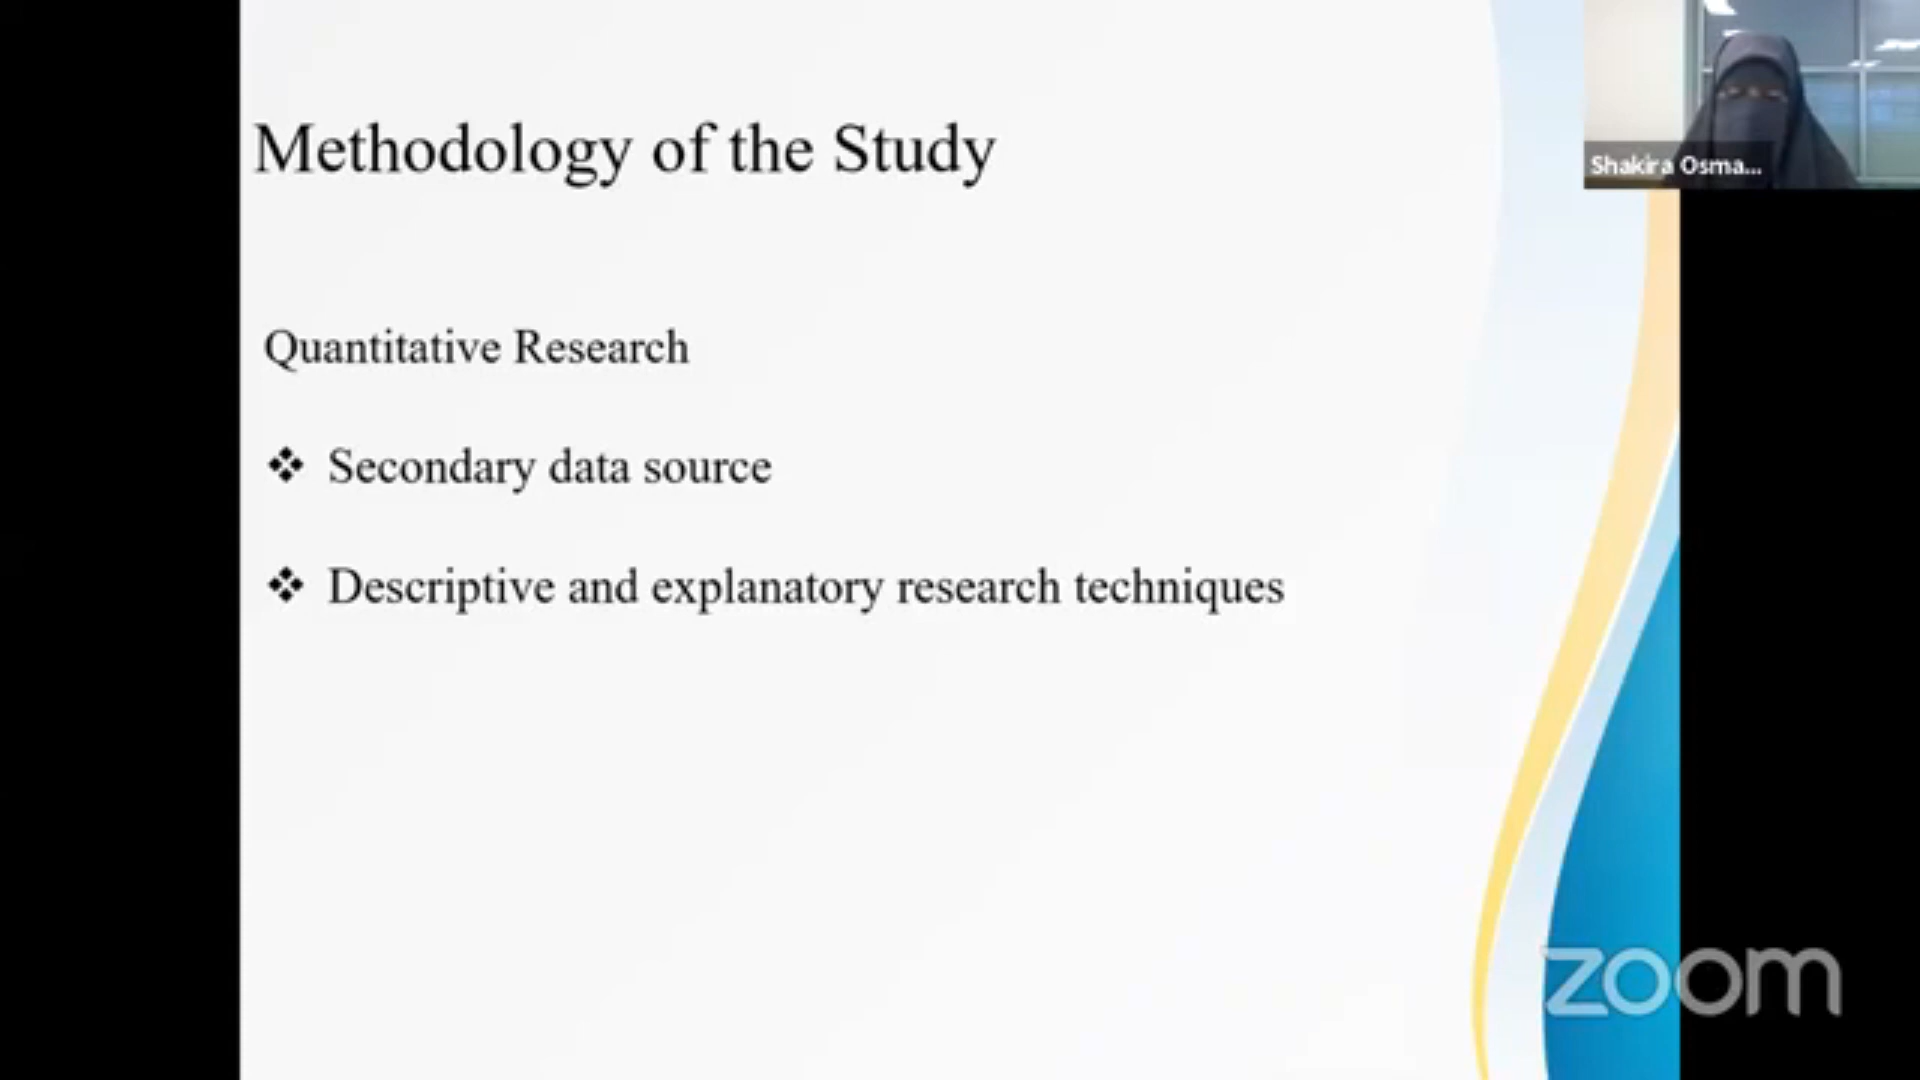 Methodology of the Study
Shakira Osma...
Quantitative Research
❖ Secondary data source
❖ Descriptive and explanatory research techniques
zoom